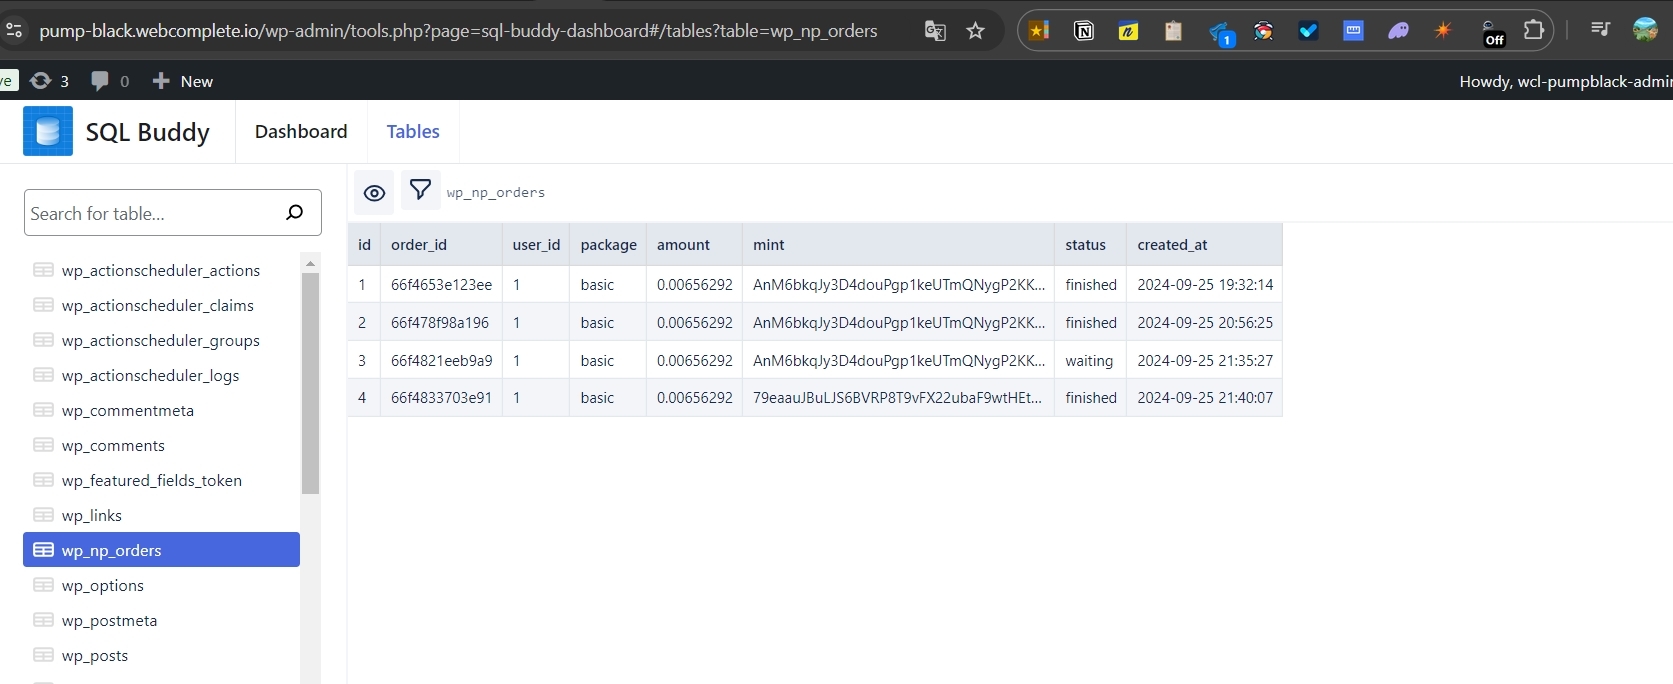 pump-black.webcomplete.io/wp-admin/tools.php?page=sql-buddy-dashboard#/tables?table=wp_np_orders
1
Off
ve 3 0 New
Howdy, wcl-pumpblack-admin
SQL Buddy Dashboard Tables
Search for table...
wp_actionscheduler_actions
wp_actionscheduler_claims
wp_actionscheduler_groups
wp_actionscheduler_logs
wp_commentmeta
wp_comments
wp_featured_fields_token
wp_links
wp_np_orders
wp_options
wp_postmeta
wp_posts
wp_np_orders
id order_id user_id package amount mint status created_at
1 66f4653e123ee 1 basic 0.00656292 AnM6bkqJy3D4douPgp1keUTmQNygP2KK... finished 2024-09-25 19:32:14
2 66f478f98a196 1 basic 0.00656292 AnM6bkqJy3D4douPgp1keUTmQNygP2KK... finished 2024-09-25 20:56:25
3 66f4821eeb9a9 1 basic 0.00656292 AnM6bkqJy3D4douPgp1keUTmQNygP2KK... waiting 2024-09-25 21:35:27
4 66f4833703e91 1 basic 0.00656292 79eaauJBuLJS6BVRP8T9vFX22ubaF9wtHEt... finished 2024-09-25 21:40:07